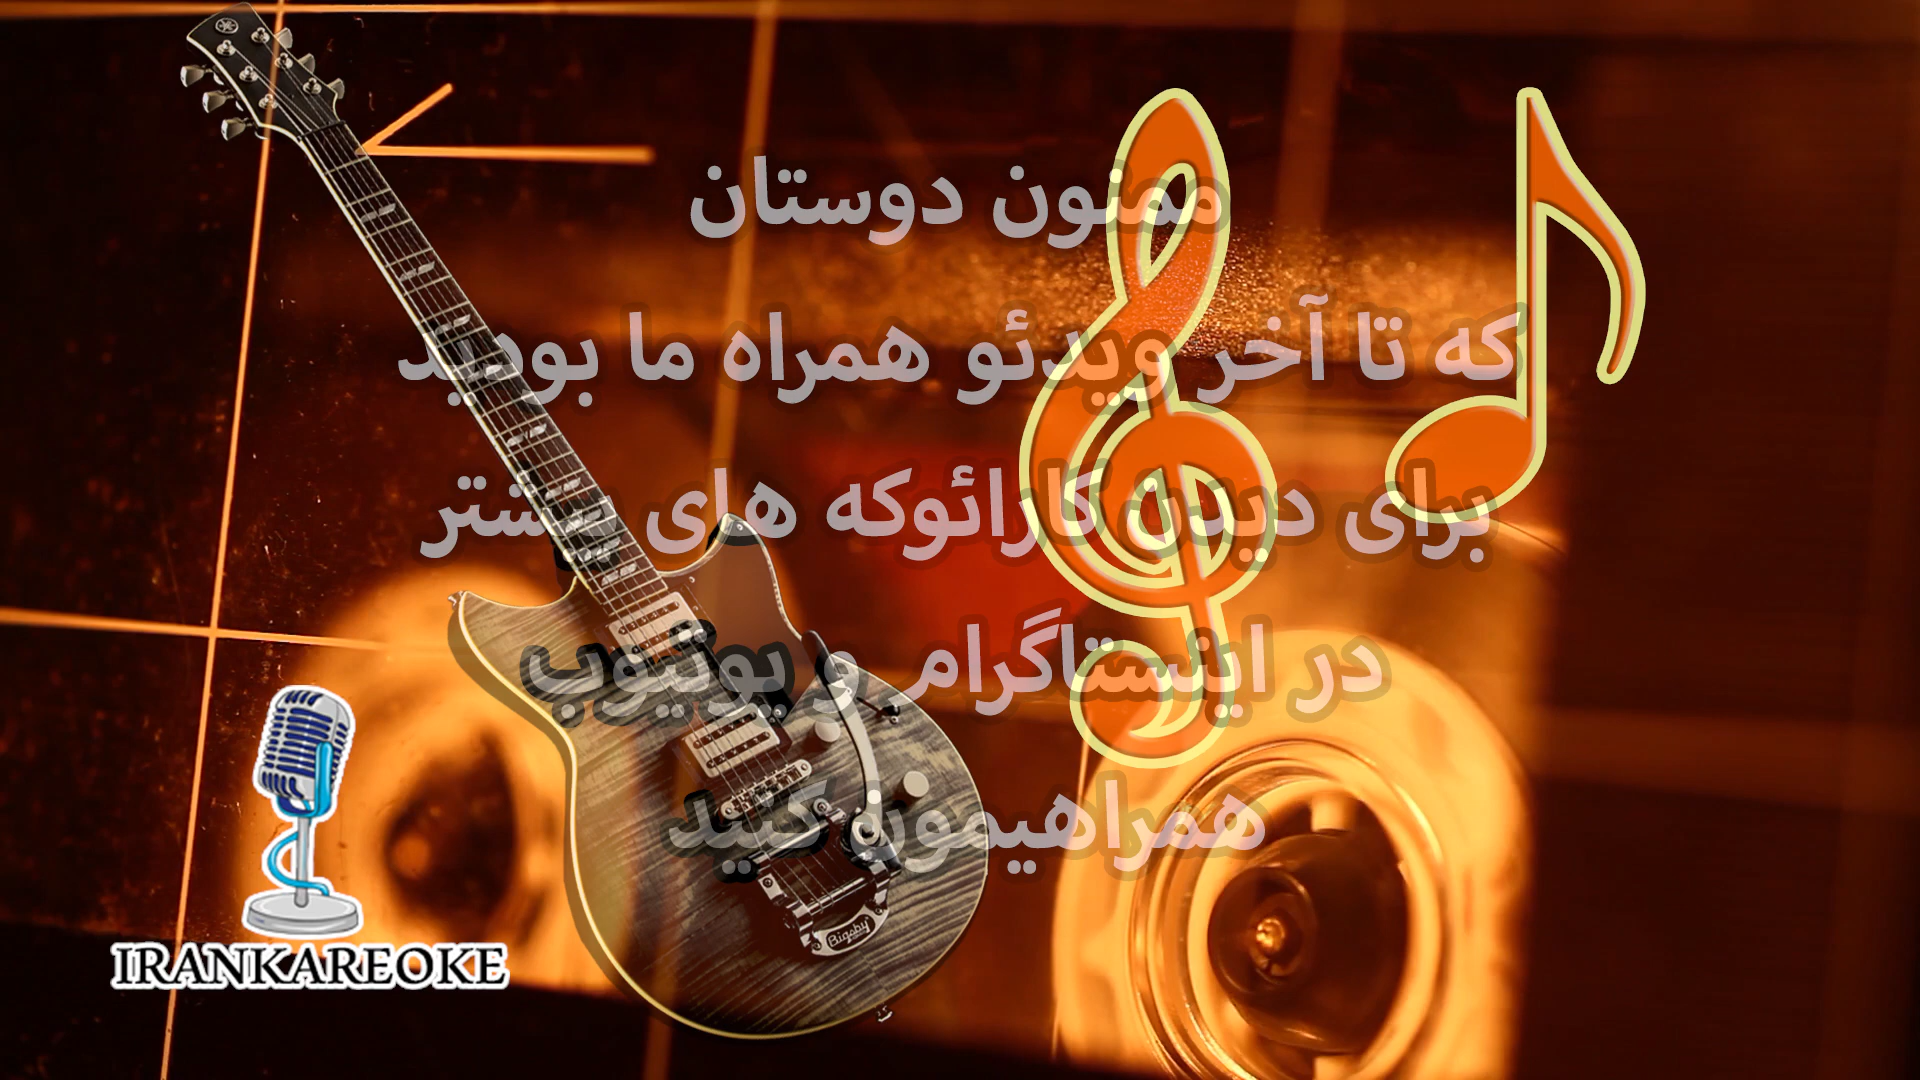 ممنون دوستان
که تا آخر ویدئو همراه ما بودید
برای دیدن کارائوکه های بیشتر
در اینستاگرام و یوتیوب
همراهیمون کنید
IRANKAREOKE
Bigsby